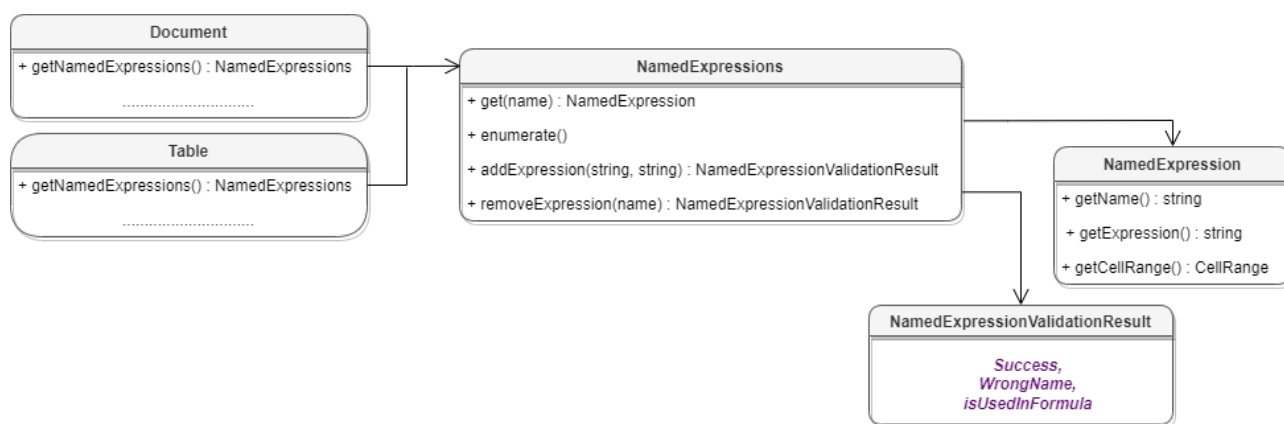 Document
+ getNamedExpressions() : NamedExpressions
..............................
Table
+ getNamedExpressions() : NamedExpressions
..............................
NamedExpressions
+ get(name) : NamedExpression
+ enumerate()
+ addExpression(string, string) : NamedExpressionValidationResult
+ removeExpression(name) : NamedExpressionValidationResult
NamedExpression
+ getName() : string
+ getExpression() : string
+ getCellRange() : CellRange
NamedExpressionValidationResult
Success,
WrongName,
isUsedInFormula